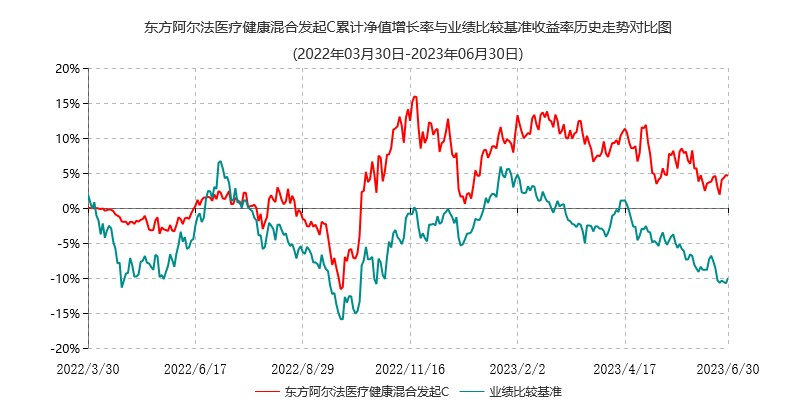 东方阿尔法医疗健康混合发起C累计净值增长率与业绩比较基准收益率历史走势对比图
(2022年03月30日-2023年06月30日)
20%
15%
10%
5%
0%
-5%
-10%
-15%
-20%
2022/3/30 2022/6/17 2022/8/29 2022/11/16 2023/2/2 2023/4/17 2023/6/30
东方阿尔法医疗健康混合发起C 业绩比较基准